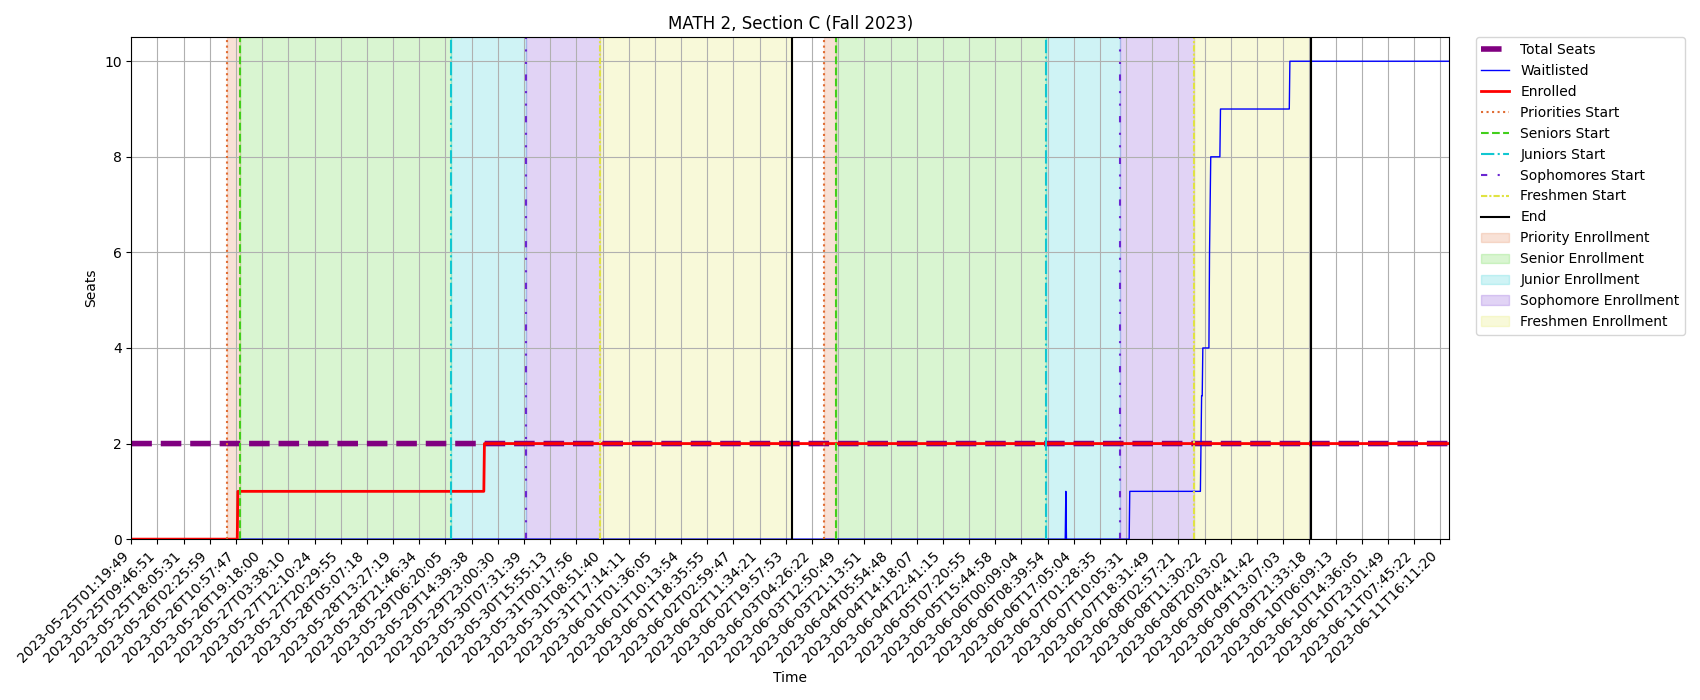 MATH 2, Section C (Fall 2023)
Seats
10
8
6
4
2
0
2023-05-25T01:19:49
2023-05-25T09:46:51
2023-05-25T18:05:31
2023-05-26T02:25:59
2023-05-26T10:57:47
2023-05-26T19:18:00
2023-05-27T03:38:10
2023-05-27T12:10:24
2023-05-27T20:29:55
2023-05-28T05:07:18
2023-05-28T13:27:19
2023-05-28T21:46:34
2023-05-29T06:20:05
2023-05-29T14:39:38
2023-05-29T23:00:30
2023-05-30T07:31:39
2023-05-30T15:55:13
2023-05-31T00:17:56
2023-05-31T08:51:40
2023-05-31T17:14:11
2023-06-01T01:36:05
2023-06-01T10:13:54
2023-06-01T18:35:55
2023-06-02T02:59:47
2023-06-02T11:34:21
2023-06-02T19:57:53
2023-06-03T04:26:22
2023-06-03T12:50:49
2023-06-03T21:13:51
2023-06-04T05:54:48
2023-06-04T14:18:07
2023-06-04T22:41:15
2023-06-05T07:20:55
2023-06-05T15:44:58
2023-06-06T00:09:04
2023-06-06T08:39:54
2023-06-06T17:05:04
2023-06-07T01:28:35
2023-06-07T10:05:31
2023-06-07T18:31:49
2023-06-08T02:57:21
2023-06-08T11:30:22
2023-06-08T20:03:02
2023-06-09T04:41:42
2023-06-09T13:07:03
2023-06-09T21:33:18
2023-06-10T06:09:13
2023-06-10T14:36:05
2023-06-10T23:01:49
2023-06-11T07:45:22
2023-06-11T16:11:20
Time
Total Seats
Waitlisted
Enrolled
Priorities Start
Seniors Start
Juniors Start
Sophomores Start
Freshmen Start
End
Priority Enrollment
Senior Enrollment
Junior Enrollment
Sophomore Enrollment
Freshmen Enrollment